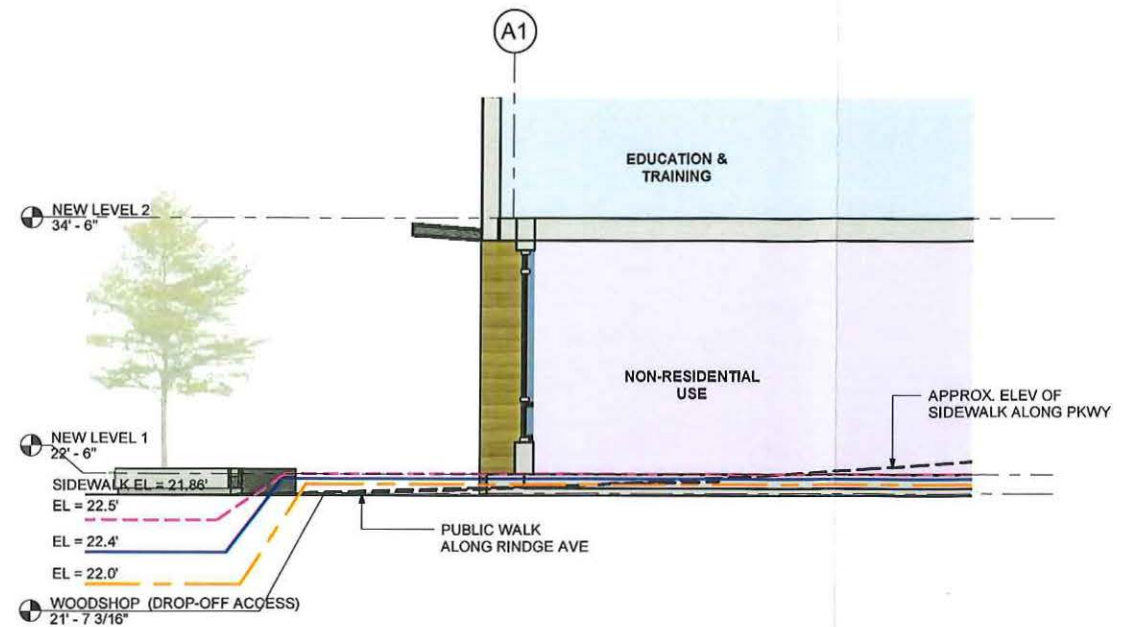 A1
EDUCATION &
TRAINING
NEW LEVEL 2
34' - 6"
NON-RESIDENTIAL
USE
APPROX. ELEV OF
SIDEWALK ALONG PKWY
NEW LEVEL 1
22' - 6"
SIDEWALK EL = 21.86'
EL = 22.5'
PUBLIC WALK
ALONG RINDGE AVE
EL = 22.4'
EL = 22.0'
WOODSHOP (DROP-OFF ACCESS)
21' - 7 3/16"